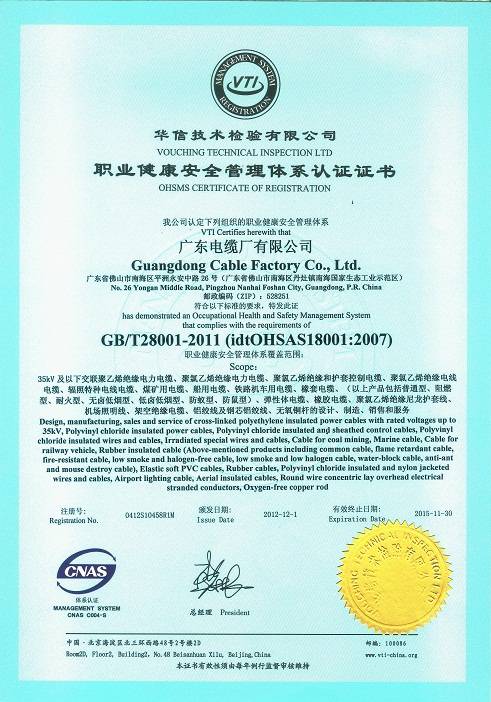 MANAGEMENT SYSTEM
VTI
REGISTRATION
华信技术检验有限公司
VOUCHING TECHNICAL INSPECTION LTD
职业健康安全管理体系认证证书
OHSMS CERTIFICATE OF REGISTRATION
我公司认定下列组织的职业健康安全管理体系
VTI Certifies herewith that
广东电缆厂有限公司
Guangdong Cable Factory Co., Ltd.
广东省佛山市南海区平洲永安中路 26 号（广东省佛山市南海区丹灶镇南海国家生态工业示范区）
No. 26 Yongan Middle Road, Pingzhou Nanhai Foshan City, Guangdong, P.R. China
邮政编码（ZIP）：528251
符合以下标准的要求，特发此证
has demonstrated an Occupational Health and Safety Management System
that complies with the requirements of
GB/T28001-2011 (idtOHSAS18001:2007)
职业健康安全管理体系覆盖范围：
Scope:
35kV 及以下交联聚乙烯绝缘电力电缆、聚氯乙烯绝缘电力电缆、聚氯乙烯绝缘和护套控制电缆、聚氯乙烯绝缘电线
电缆、辐照特种电线电缆、煤矿用电缆、船用电缆、铁路机车用电缆、橡套电缆、（以上产品包括普通型、阻燃
型、耐火型、无卤低烟型、低卤低烟型、防蚁型、防鼠型）、弹性体电缆、橡胶电缆、聚氯乙烯绝缘尼龙护套线、
机场照明线、架空绝缘电缆、铝绞线及钢芯铝绞线、无氧铜杆的设计、制造、销售和服务
Design, manufacturing, sales and service of cross-linked polyethylene insulated power cables with rated voltages up to
35kV, Polyvinyl chloride insulated power cables, Polyvinyl chloride insulated and sheathed control cables, Polyvinyl
chloride insulated wires and cables, Irradiated special wires and cables, Cable for coal mining, Marine cable, Cable for
railway vehicle, Rubber insulated cable (Above-mentioned products including common cable, flame retardant cable,
fire-resistant cable, low smoke and halogen-free cable, low smoke and low halogen cable, water-block cable, anti-ant
and mouse destroy cable), Elastic soft PVC cables, Rubber cables, Polyvinyl chloride insulated and nylon jacketed
wires and cables, Airport lighting cable, Aerial insulated cables, Round wire concentric lay overhead electrical
stranded conductors, Oxygen-free copper rod
注册号：
Registration No.
0412S10458R1M
颁发日期：
Issue Date
2012-12-1
有效终止日期：
Expiration Date
2015-11-30
CNAS
体系认证
MANAGEMENT SYSTEM
CNAS C004-S
总经理 President
VOUCHING TECHNICAL INSPECTION LTD
中国·北京海淀区北三环西路48号2号楼2D
邮编：100086
Room2D, Floor2, Building2, No.48 Beisanhuan Xilu, Beijing,China
www.vti-china.org
本证书有效性须由每年例行监督审核维持